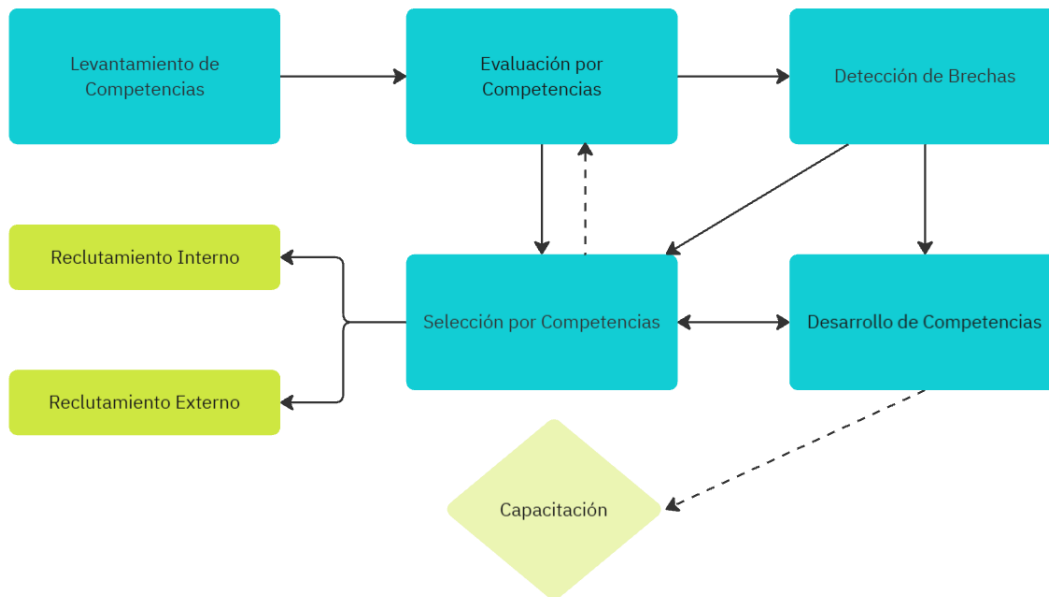 Levantamiento de
Competencias
Evaluación por
Competencias
Detección de Brechas
Reclutamiento Interno
Selección por Competencias
Desarrollo de Competencias
Reclutamiento Externo
Capacitación